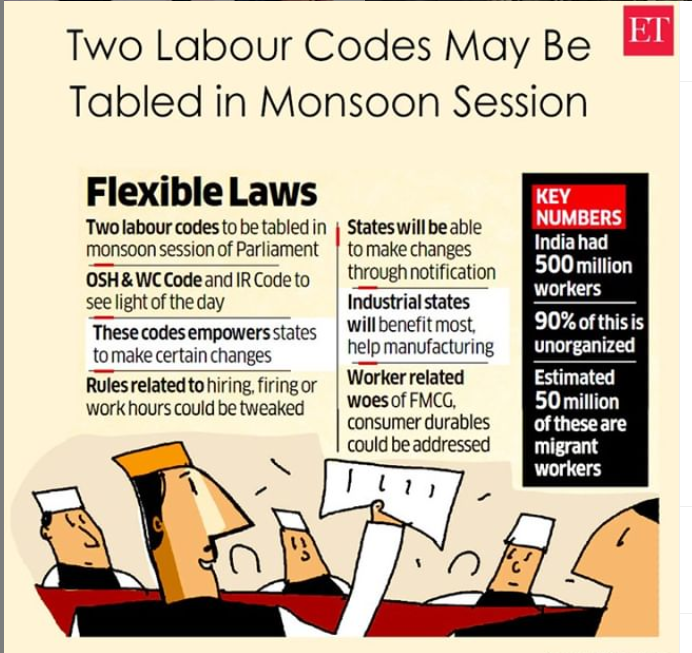 ET
Two Labour Codes May Be
Tabled in Monsoon Session
Flexible Laws
Two labour codes to be tabled in
monsoon session of Parliament
OSH & WC Code and IR Code to
see light of the day
These codes empowers states
to make certain changes
Rules related to hiring, firing or
work hours could be tweaked
States will be able
to make changes
through notification
Industrial states
will benefit most,
help manufacturing
Worker related
woes of FMCG,
consumer durables
could be addressed
KEY
NUMBERS
India had
500 million
workers
90% of this is
unorganized
Estimated
50 million
of these are
migrant
workers